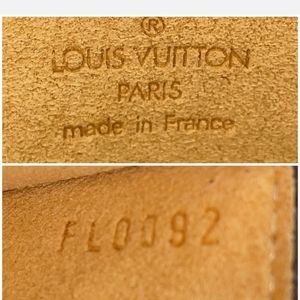 ®
LOUIS VUITTON
PARIS
made in France
FL0092